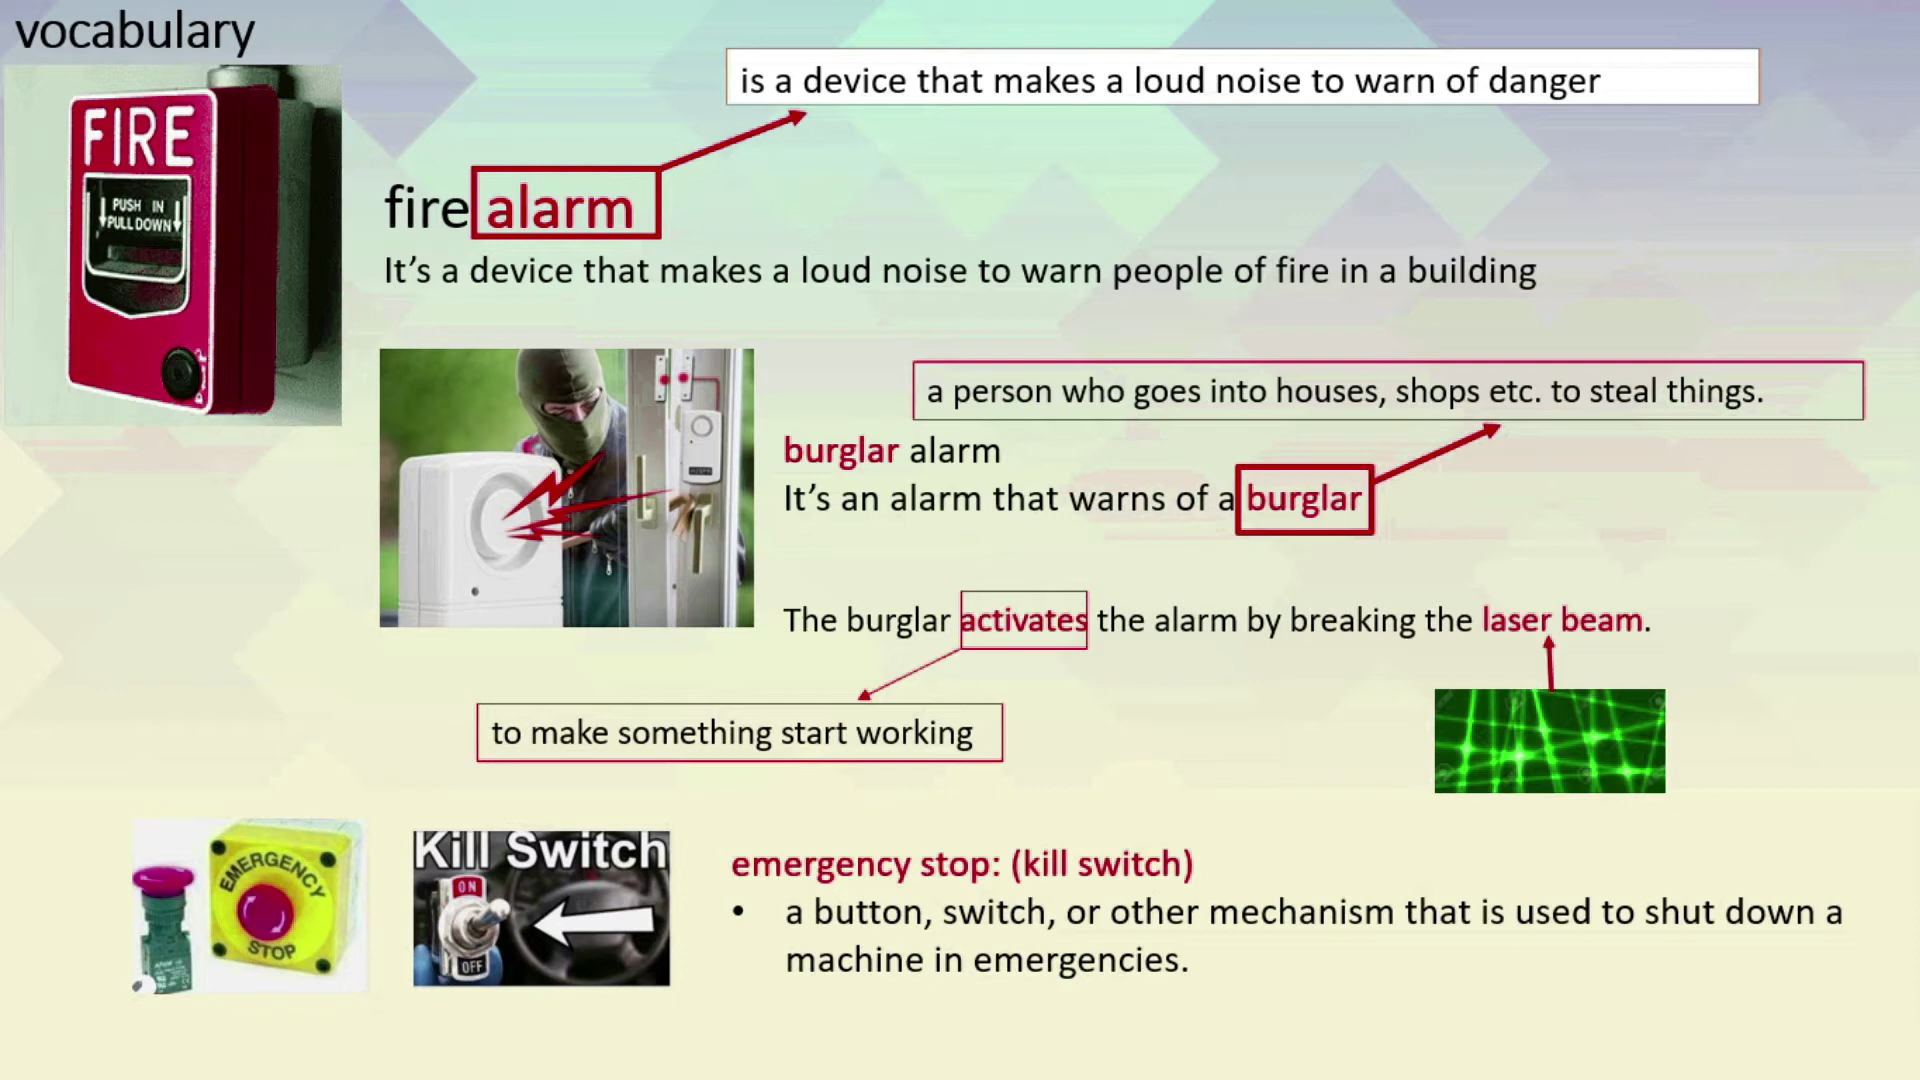 vocabulary
is a device that makes a loud noise to warn of danger
FIRE
PUSH IN
PULL DOWN
fire alarm
It’s a device that makes a loud noise to warn people of fire in a building
a person who goes into houses, shops etc. to steal things.
burglar alarm
It’s an alarm that warns of a burglar
The burglar activates the alarm by breaking the laser beam.
to make something start working
EMERGENCY
STOP
Kill Switch
ON
OFF
emergency stop: (kill switch)
• a button, switch, or other mechanism that is used to shut down a
machine in emergencies.